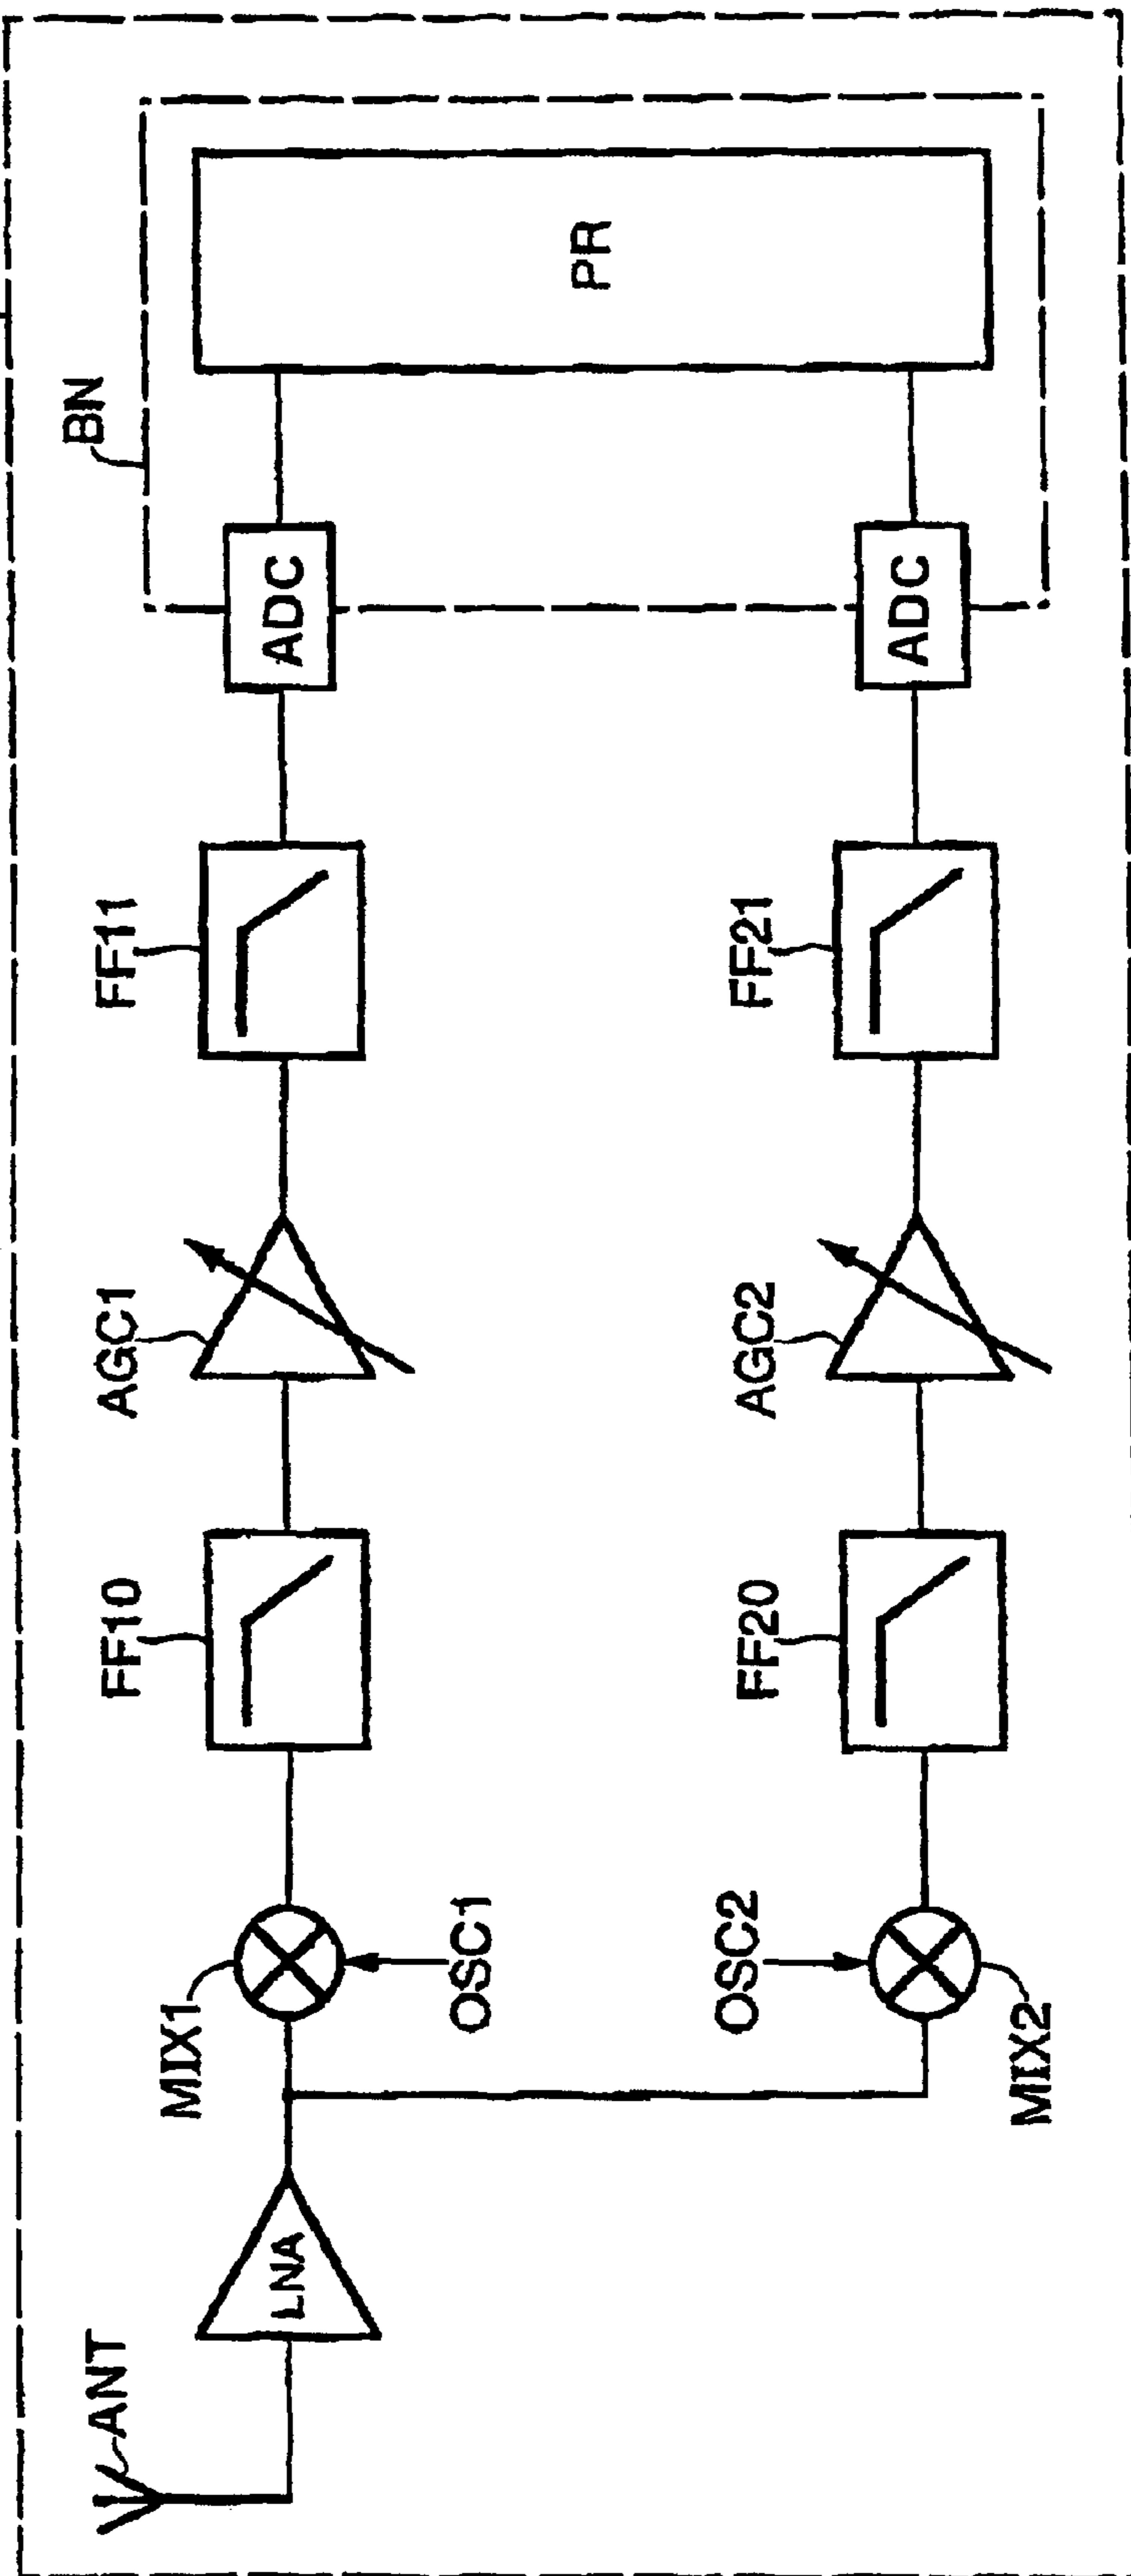 ANT
LNA
MIX1
OSC1
FF10
AGC1
FF11
ADC
BN
PR
OSC2
MIX2
FF20
AGC2
FF21
ADC